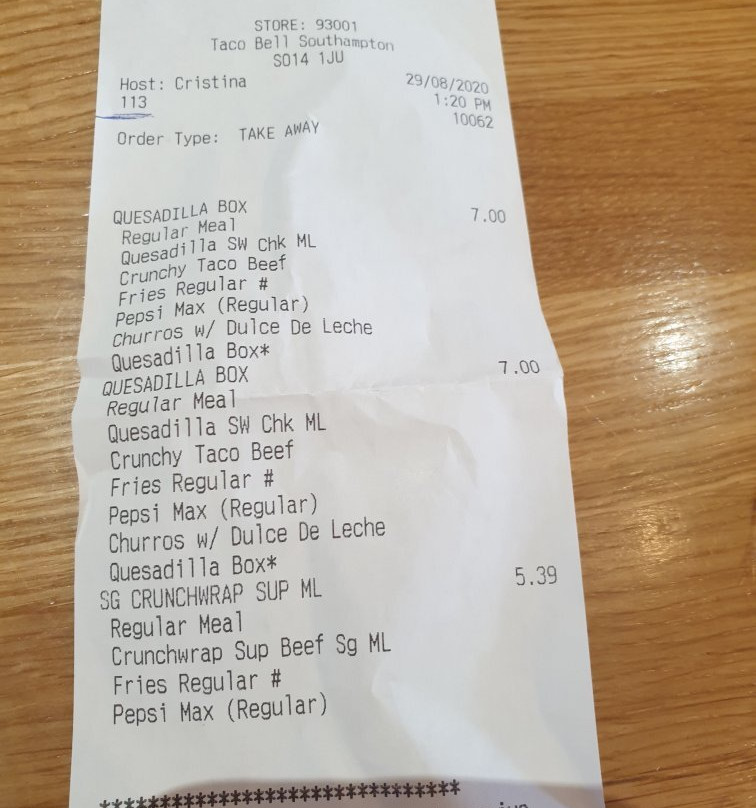 STORE: 93001
Taco Bell Southampton
SO14 1JU
Host: Cristina 29/08/2020
113 1:20 PM
10062
Order Type: TAKE AWAY
QUESADILLA BOX 7.00
Regular Meal
Quesadilla SW Chk ML
Crunchy Taco Beef
Fries Regular #
Pepsi Max (Regular)
Churros w/ Dulce De Leche
Quesadilla Box*
QUESADILLA BOX 7.00
Regular Meal
Quesadilla SW Chk ML
Crunchy Taco Beef
Fries Regular #
Pepsi Max (Regular)
Churros w/ Dulce De Leche
Quesadilla Box*
SG CRUNCHWRAP SUP ML 5.39
Regular Meal
Crunchwrap Sup Beef Sg ML
Fries Regular #
Pepsi Max (Regular)
******************************